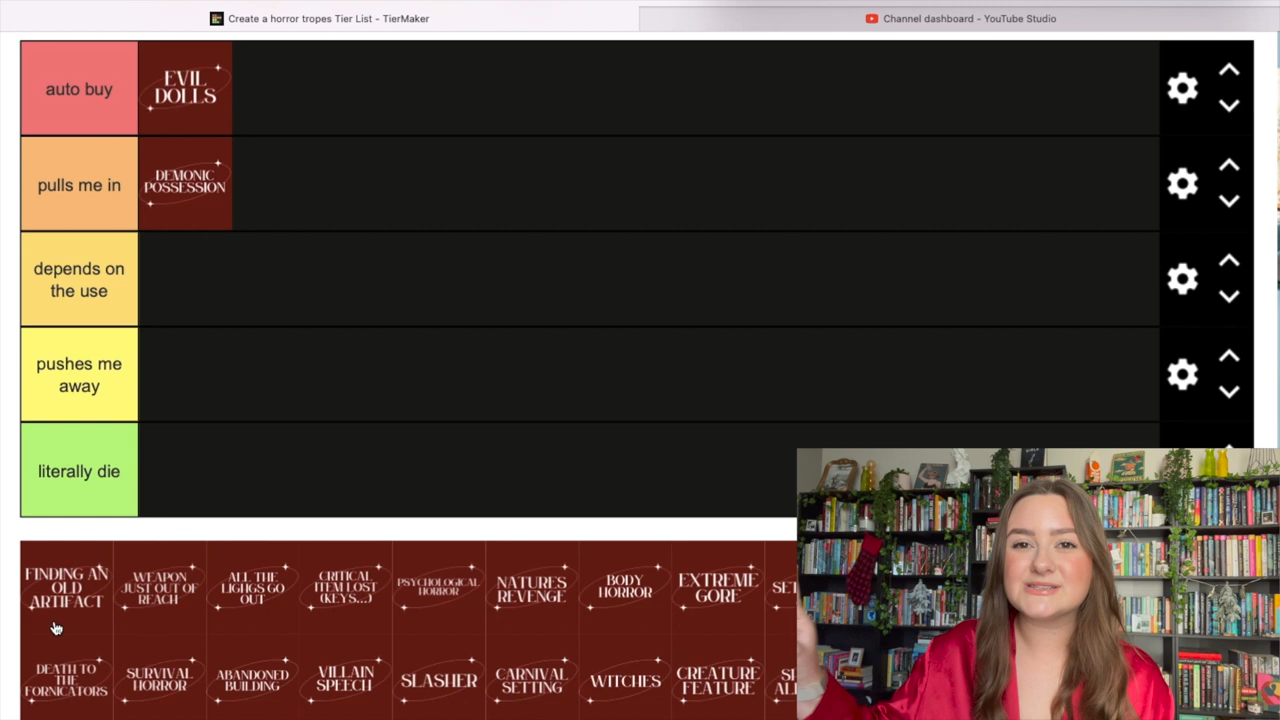 Create a horror tropes Tier List - TierMaker
Channel dashboard - YouTube Studio
auto buy
EVIL
DOLLS
pulls me in
DEMONIC
POSSESSION
depends on
the use
pushes me
away
literally die
FINDING AN
OLD
ARTIFACT
WEAPON
JUST OUT OF
REACH
ALL THE
LIGHGS GO
OUT
CRITICAL
ITEM LOST
(KEYS...)
PSYCHOLOGICAL
HORROR
NATURES
REVENGE
BODY
HORROR
EXTREME
GORE
DEATH TO
THE
FORNICATORS
SURVIVAL
HORROR
ABANDONED
BUILDING
VILLAIN
SPEECH
SLASHER
CARNIVAL
SETTING
WITCHES
CREATURE
FEATURE